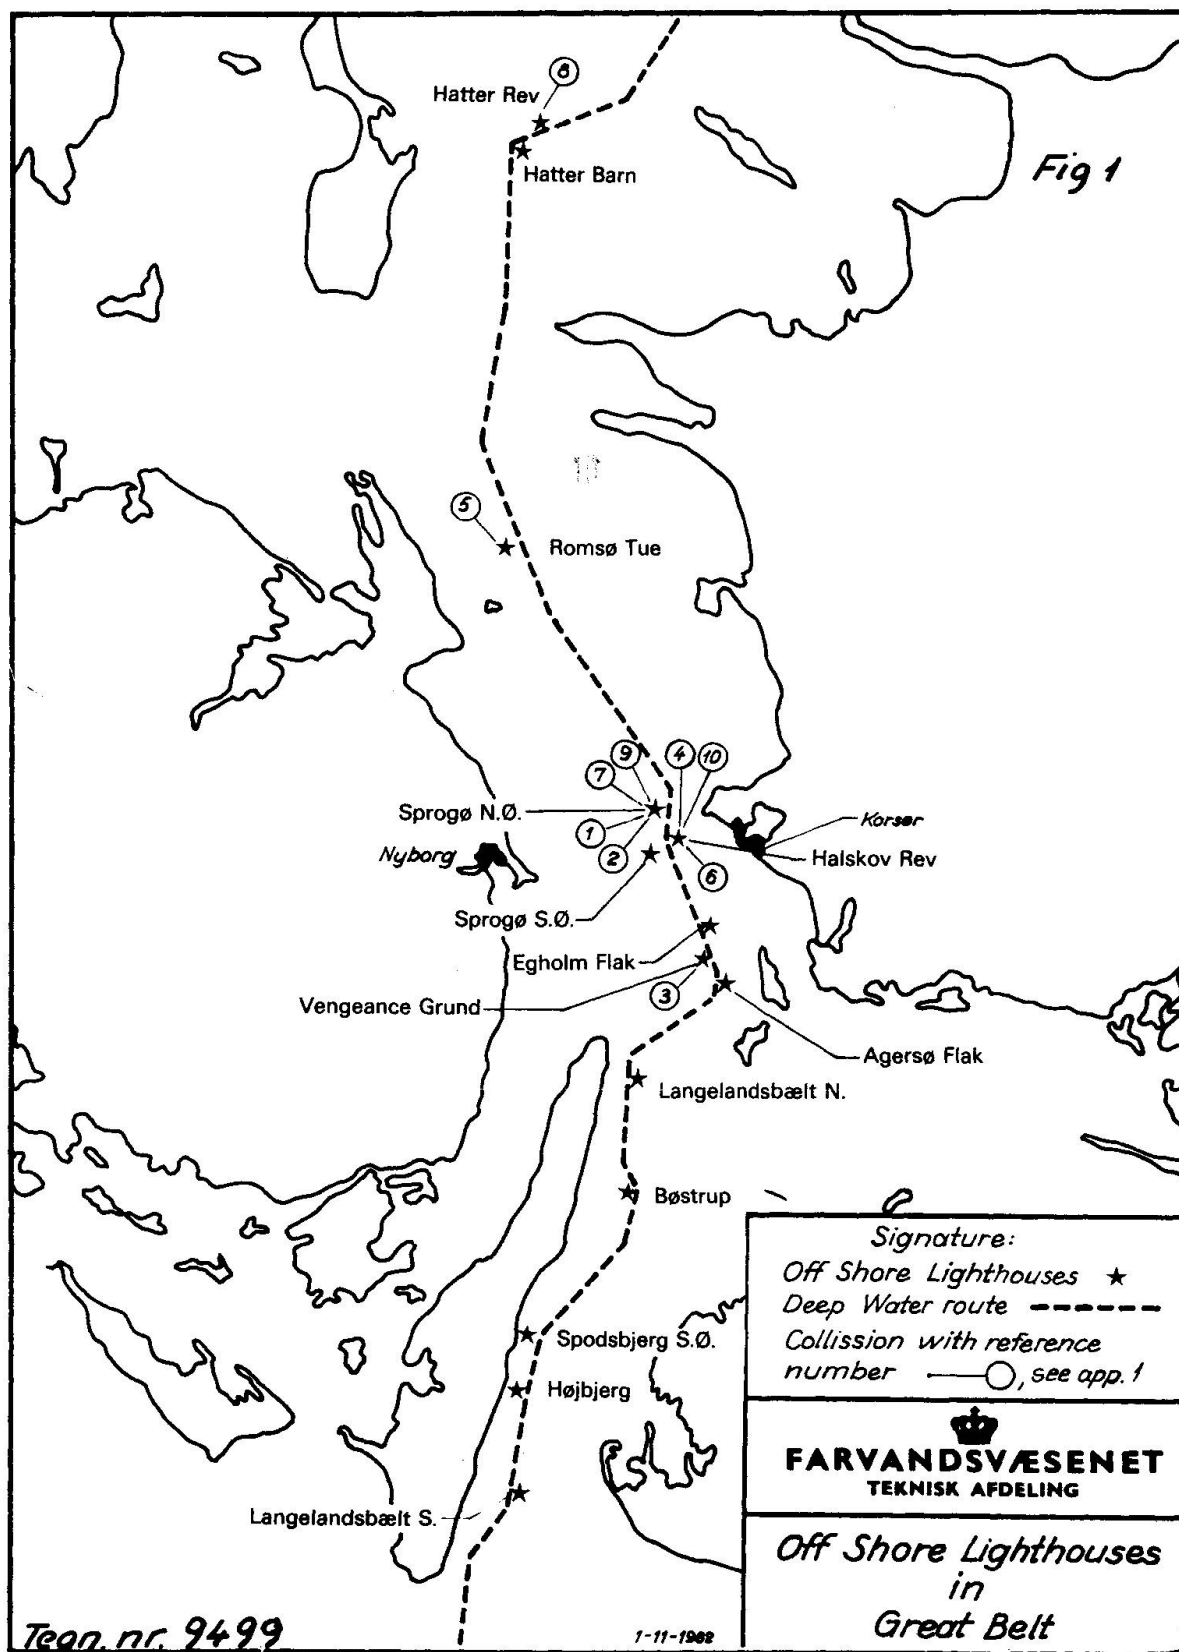 8
Hatter Rev
Hatter Barn
Fig 1
5
Romsø Tue
9
4
10
7
Sprogø N.Ø.
1
Korsør
Nyborg
2
Halskov Rev
6
Sprogø S.Ø.
Egholm Flak
3
Vengeance Grund
Agersø Flak
Langelandsbælt N.
Bøstrup
Signature:
Off Shore Lighthouses
Deep Water route
Collission with reference
number , see app. 1
Spodsbjerg S.Ø.
Højbjerg
FARVANDSVÆSENET
TEKNISK AFDELING
Langelandsbælt S.
Off Shore Lighthouses
in
Great Belt
Tegn. nr. 9499
1-11-1982